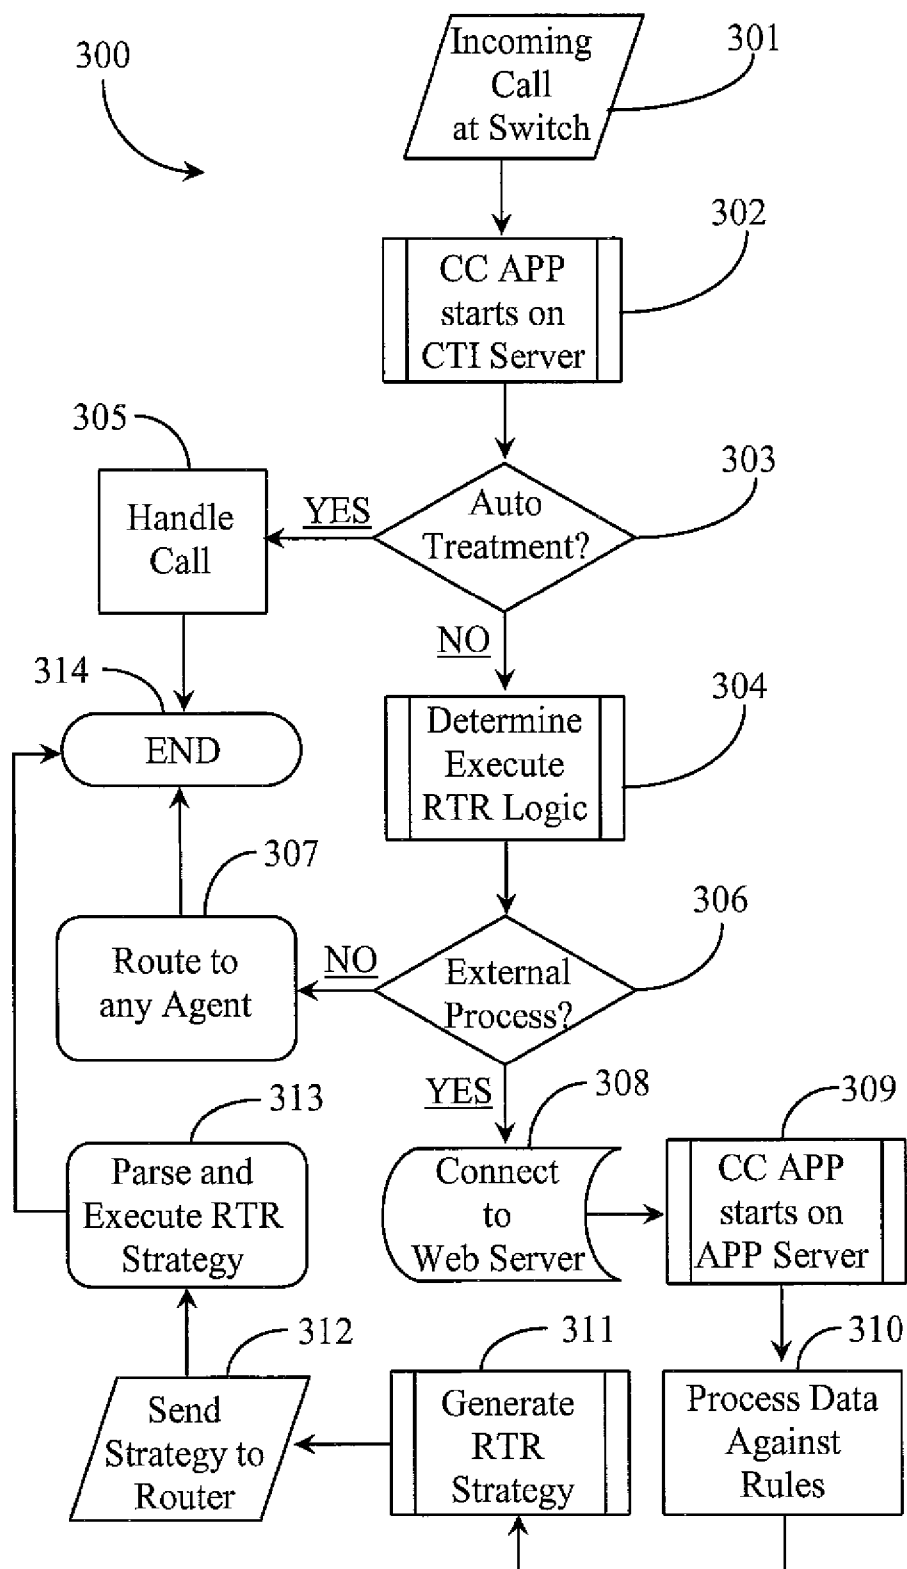 300
Incoming
Call
at Switch
301
302
CC APP
starts on
CTI Server
305
303
Handle
Call
YES
Auto
Treatment?
NO
314
304
END
Determine
Execute
RTR Logic
307
306
Route to
any Agent
NO
External
Process?
YES
308
309
313
Parse and
Execute RTR
Strategy
Connect
to
Web Server
CC APP
starts on
APP Server
312
311
310
Send
Strategy to
Router
Generate
RTR
Strategy
Process Data
Against
Rules